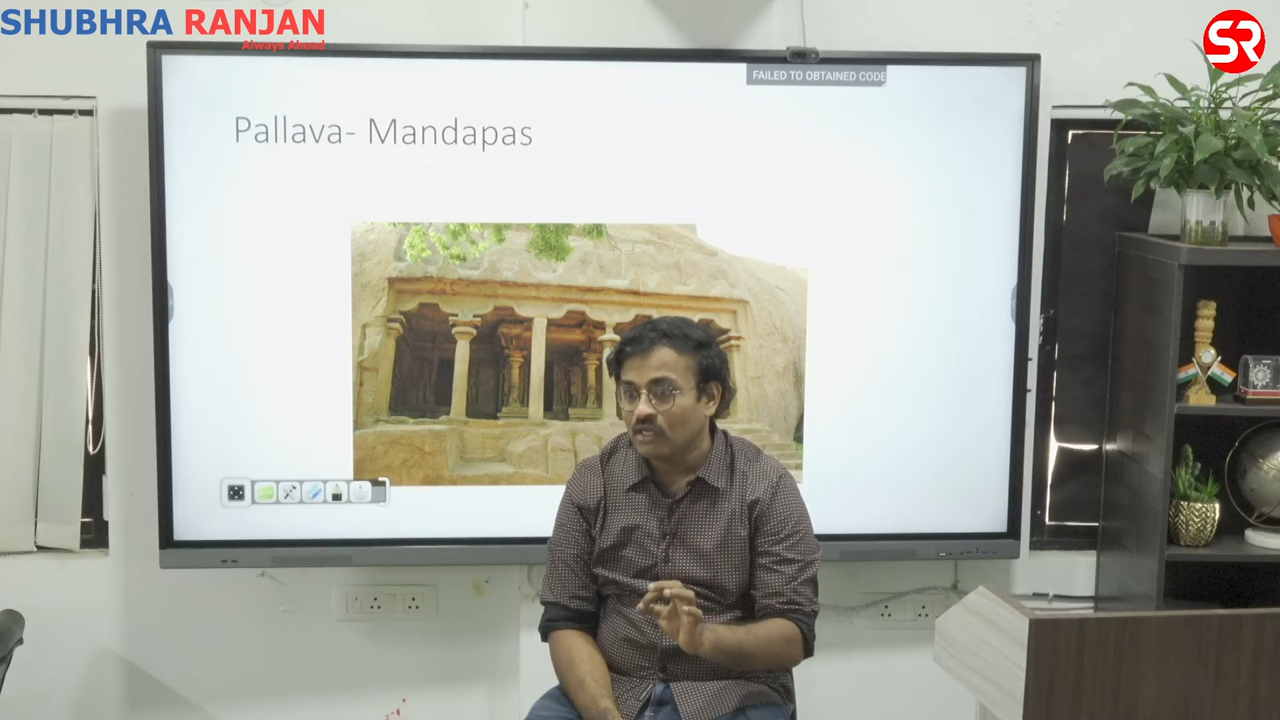 SHUBHRA RANJAN
Always Ahead
SR
FAILED TO OBTAINED CODE
Pallava- Mandapas